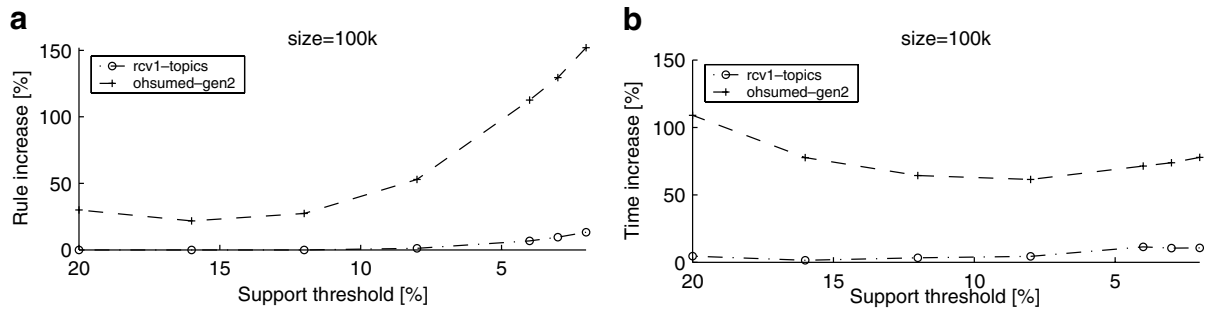 a
size=100k
150
100
50
0
Rule increase [%]
rcv1–topics
ohsumed–gen2
20 15 10 5
Support threshold [%]
b
size=100k
150
100
50
0
Time increase [%]
rcv1–topics
ohsumed–gen2
20 15 10 5
Support threshold [%]